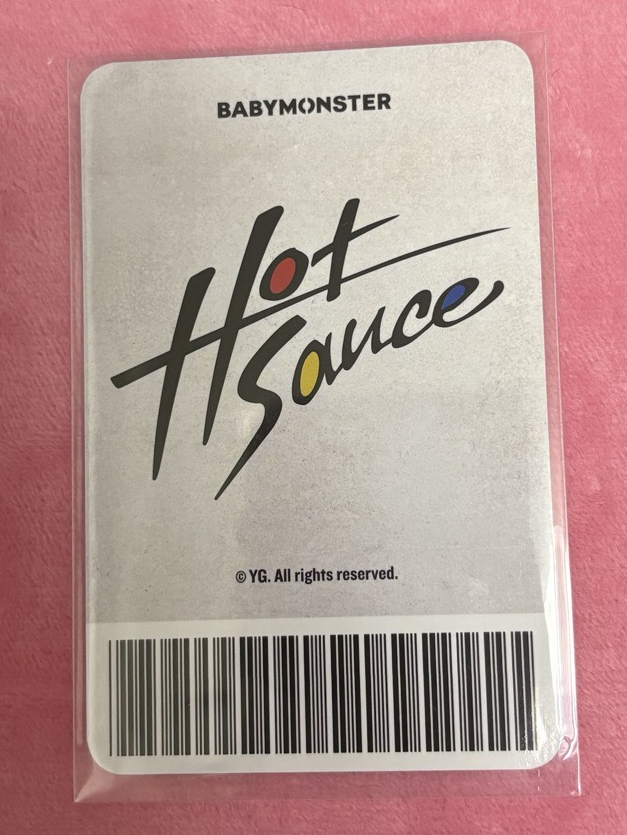 BABYMONSTER
Hot
Sauce
© YG. All rights reserved.